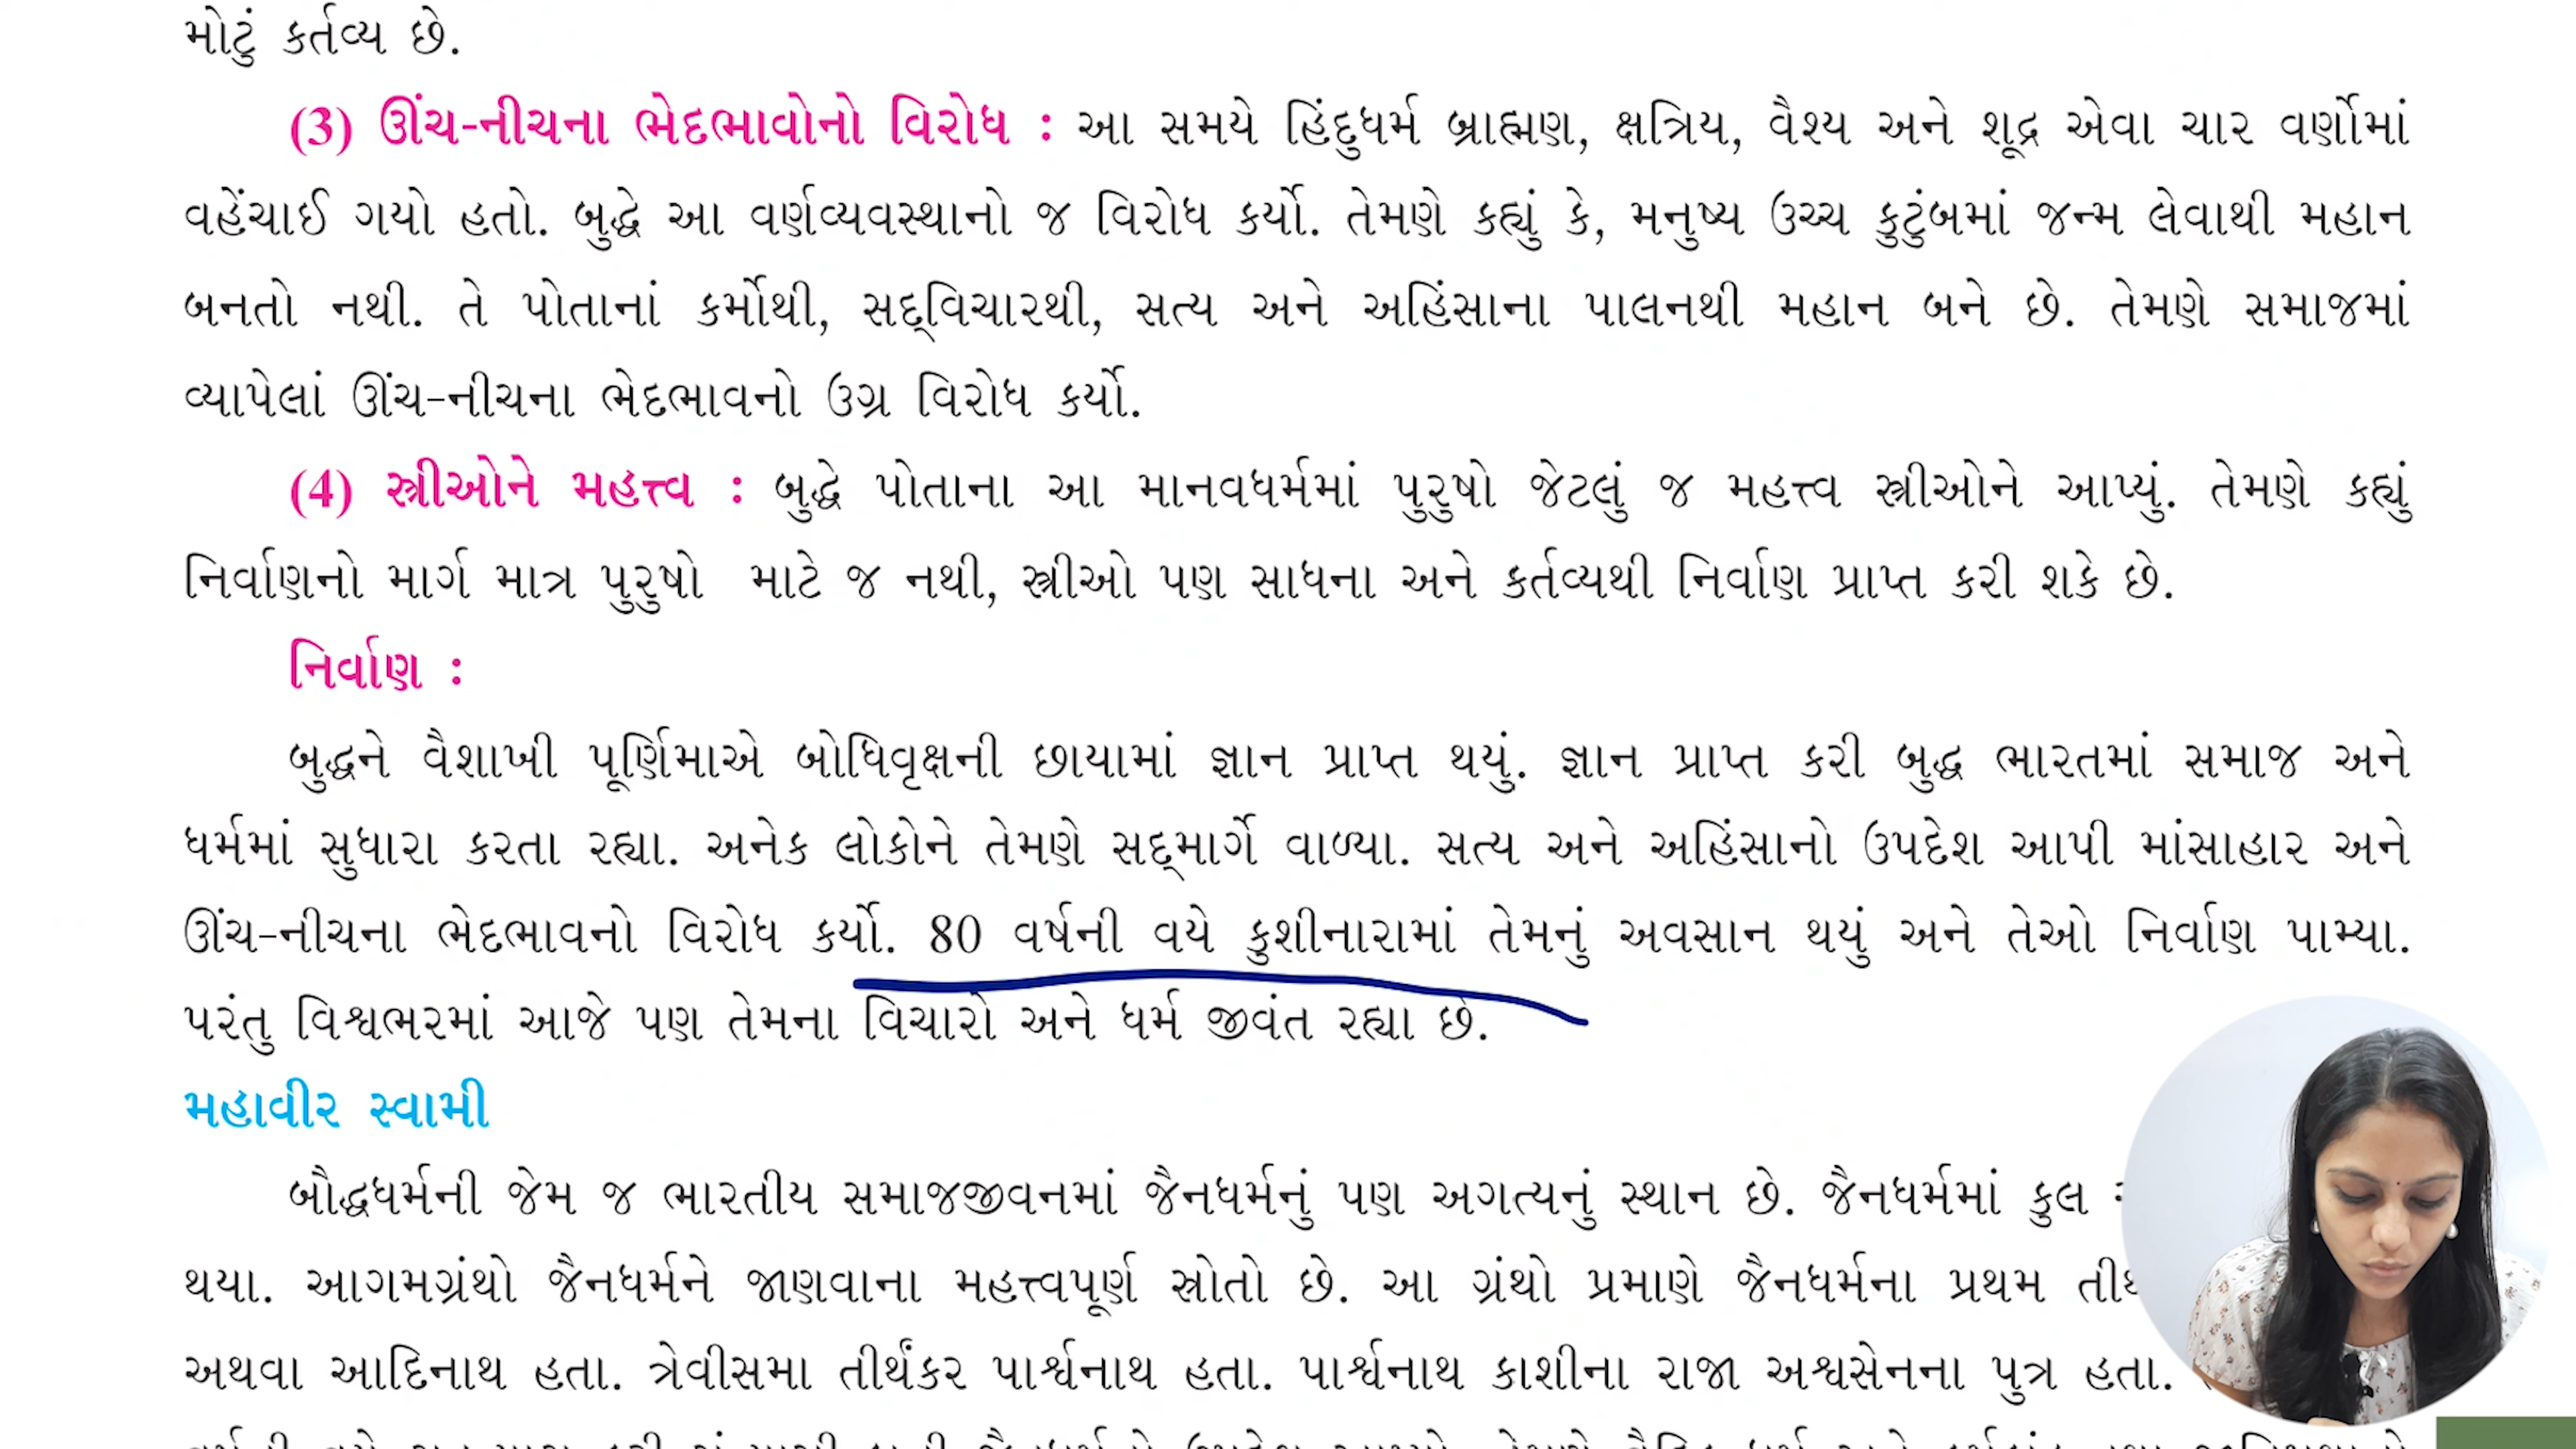 મોટું કર્તવ્ય છે.
(3) ઊંચ-નીચના ભેદભાવોનો વિરોધ : આ સમયે હિંદુધર્મ બ્રાહ્મણ, ક્ષત્રિય, વૈશ્ય અને શૂદ્ર એવા ચાર વર્ણોમાં
વહેંચાઈ ગયો હતો. બુદ્ધે આ વર્ણવ્યવસ્થાનો જ વિરોધ કર્યો. તેમણે કહ્યું કે, મનુષ્ય ઉચ્ચ કુટુંબમાં જન્મ લેવાથી મહાન
બનતો નથી. તે પોતાનાં કર્મોથી, સદ્‌વિચારથી, સત્ય અને અહિંસાના પાલનથી મહાન બને છે. તેમણે સમાજમાં
વ્યાપેલાં ઊંચ-નીચના ભેદભાવનો ઉગ્ર વિરોધ કર્યો.
(4) સ્ત્રીઓને મહત્ત્વ : બુદ્ધે પોતાના આ માનવધર્મમાં પુરુષો જેટલું જ મહત્ત્વ સ્ત્રીઓને આપ્યું. તેમણે કહ્યું
નિર્વાણનો માર્ગ માત્ર પુરુષો માટે જ નથી, સ્ત્રીઓ પણ સાધના અને કર્તવ્યથી નિર્વાણ પ્રાપ્ત કરી શકે છે.
નિર્વાણ :
બુદ્ધને વૈશાખી પૂર્ણિમાએ બોધિવૃક્ષની છાયામાં જ્ઞાન પ્રાપ્ત થયું. જ્ઞાન પ્રાપ્ત કરી બુદ્ધ ભારતમાં સમાજ અને
ધર્મમાં સુધારા કરતા રહ્યા. અનેક લોકોને તેમણે સદ્‌માર્ગે વાળ્યા. સત્ય અને અહિંસાનો ઉપદેશ આપી માંસાહાર અને
ઊંચ-નીચના ભેદભાવનો વિરોધ કર્યો. 80 વર્ષની વયે કુશીનારામાં તેમનું અવસાન થયું અને તેઓ નિર્વાણ પામ્યા.
પરંતુ વિશ્વભરમાં આજે પણ તેમના વિચારો અને ધર્મ જીવંત રહ્યા છે.
મહાવીર સ્વામી
બૌદ્ધધર્મની જેમ જ ભારતીય સમાજજીવનમાં જૈનધર્મનું પણ અગત્યનું સ્થાન છે. જૈનધર્મમાં કુલ
થયા. આગમગ્રંથો જૈનધર્મને જાણવાના મહત્ત્વપૂર્ણ સ્રોતો છે. આ ગ્રંથો પ્રમાણે જૈનધર્મના પ્રથમ
અથવા આદિનાથ હતા. ત્રેવીસમા તીર્થંકર પાર્શ્વનાથ હતા. પાર્શ્વનાથ કાશીના રાજા અશ્વસેનના પુત્ર હતા.